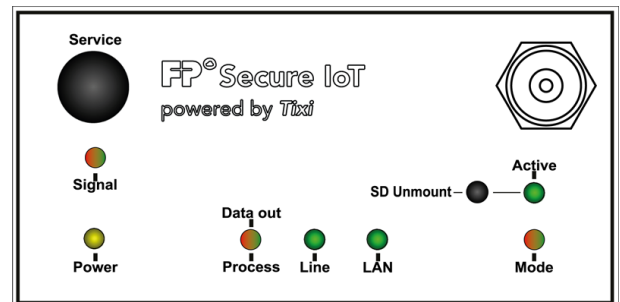 Service
FP Secure IoT
powered by Tixi
Signal
Active
SD Unmount
Data out
Power
Process
Line
LAN
Mode